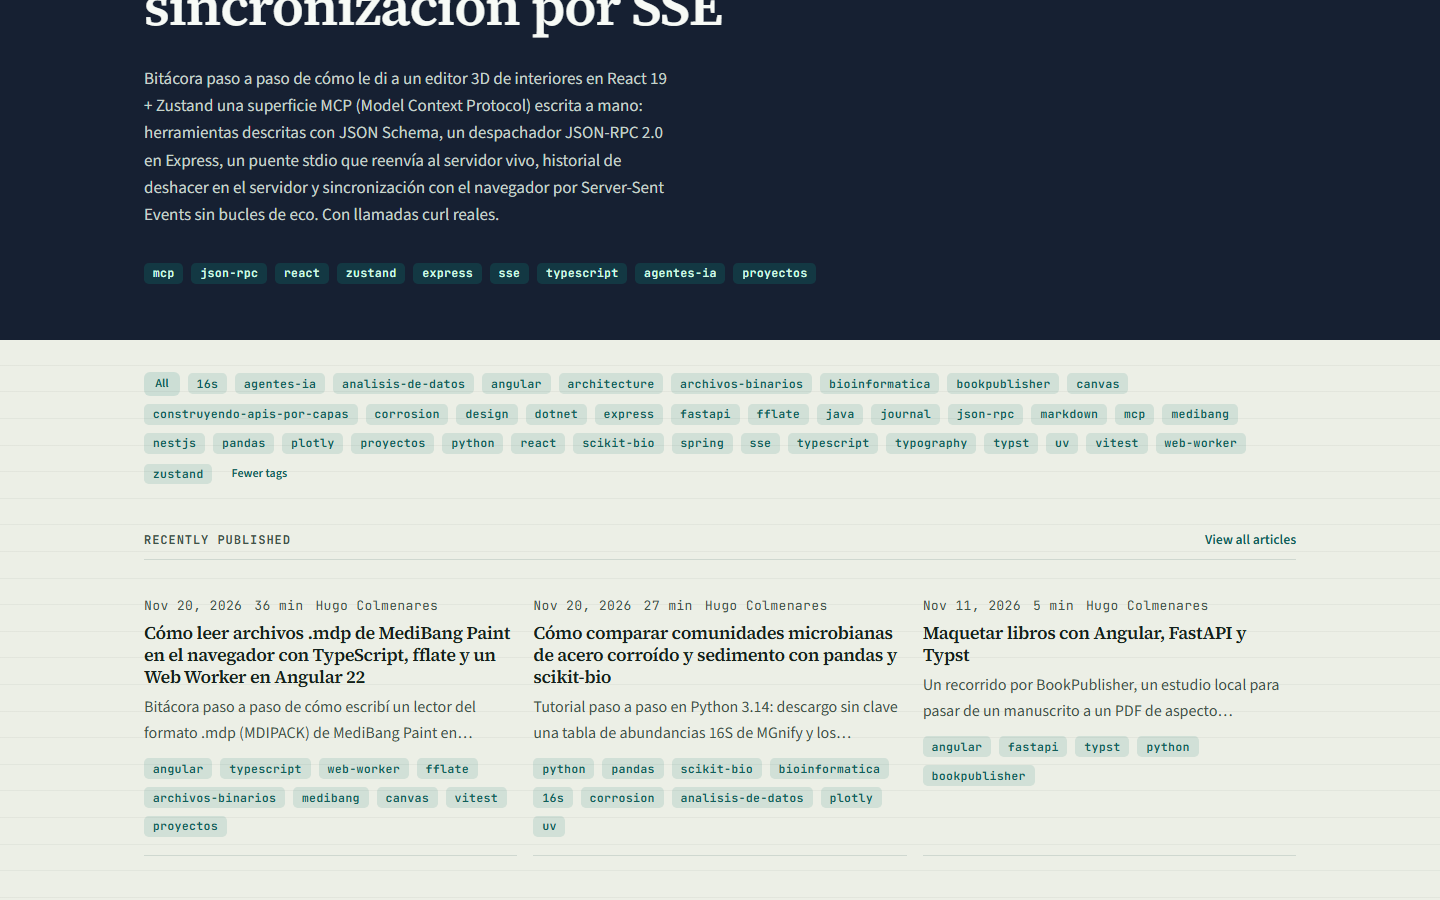 sincronización por SSE
Bitácora paso a paso de cómo le di a un editor 3D de interiores en React 19
+ Zustand una superficie MCP (Model Context Protocol) escrita a mano:
herramientas descritas con JSON Schema, un despachador JSON-RPC 2.0
en Express, un puente stdio que reenvía al servidor vivo, historial de
deshacer en el servidor y sincronización con el navegador por Server-Sent
Events sin bucles de eco. Con llamadas curl reales.
mcp json-rpc react zustand express sse typescript agentes-ia proyectos
All 16s agentes-ia analisis-de-datos angular architecture archivos-binarios bioinformatica bookpublisher canvas
construyendo-apis-por-capas corrosion design dotnet express fastapi fflate java journal json-rpc markdown mcp medibang
nestjs pandas plotly proyectos python react scikit-bio spring sse typescript typography typst uv vitest web-worker
zustand Fewer tags
RECENTLY PUBLISHED View all articles
Nov 20, 2026 36 min Hugo Colmenares
Cómo leer archivos .mdp de MediBang Paint
en el navegador con TypeScript, fflate y un
Web Worker en Angular 22
Bitácora paso a paso de cómo escribí un lector del
formato .mdp (MDIPACK) de MediBang Paint en…
angular typescript web-worker fflate
archivos-binarios medibang canvas vitest
proyectos
Nov 20, 2026 27 min Hugo Colmenares
Cómo comparar comunidades microbianas
de acero corroído y sedimento con pandas y
scikit-bio
Tutorial paso a paso en Python 3.14: descargo sin clave
una tabla de abundancias 16S de MGnify y los…
python pandas scikit-bio bioinformatica
16s corrosion analisis-de-datos plotly
uv
Nov 11, 2026 5 min Hugo Colmenares
Maquetar libros con Angular, FastAPI y
Typst
Un recorrido por BookPublisher, un estudio local para
pasar de un manuscrito a un PDF de aspecto…
angular fastapi typst python
bookpublisher